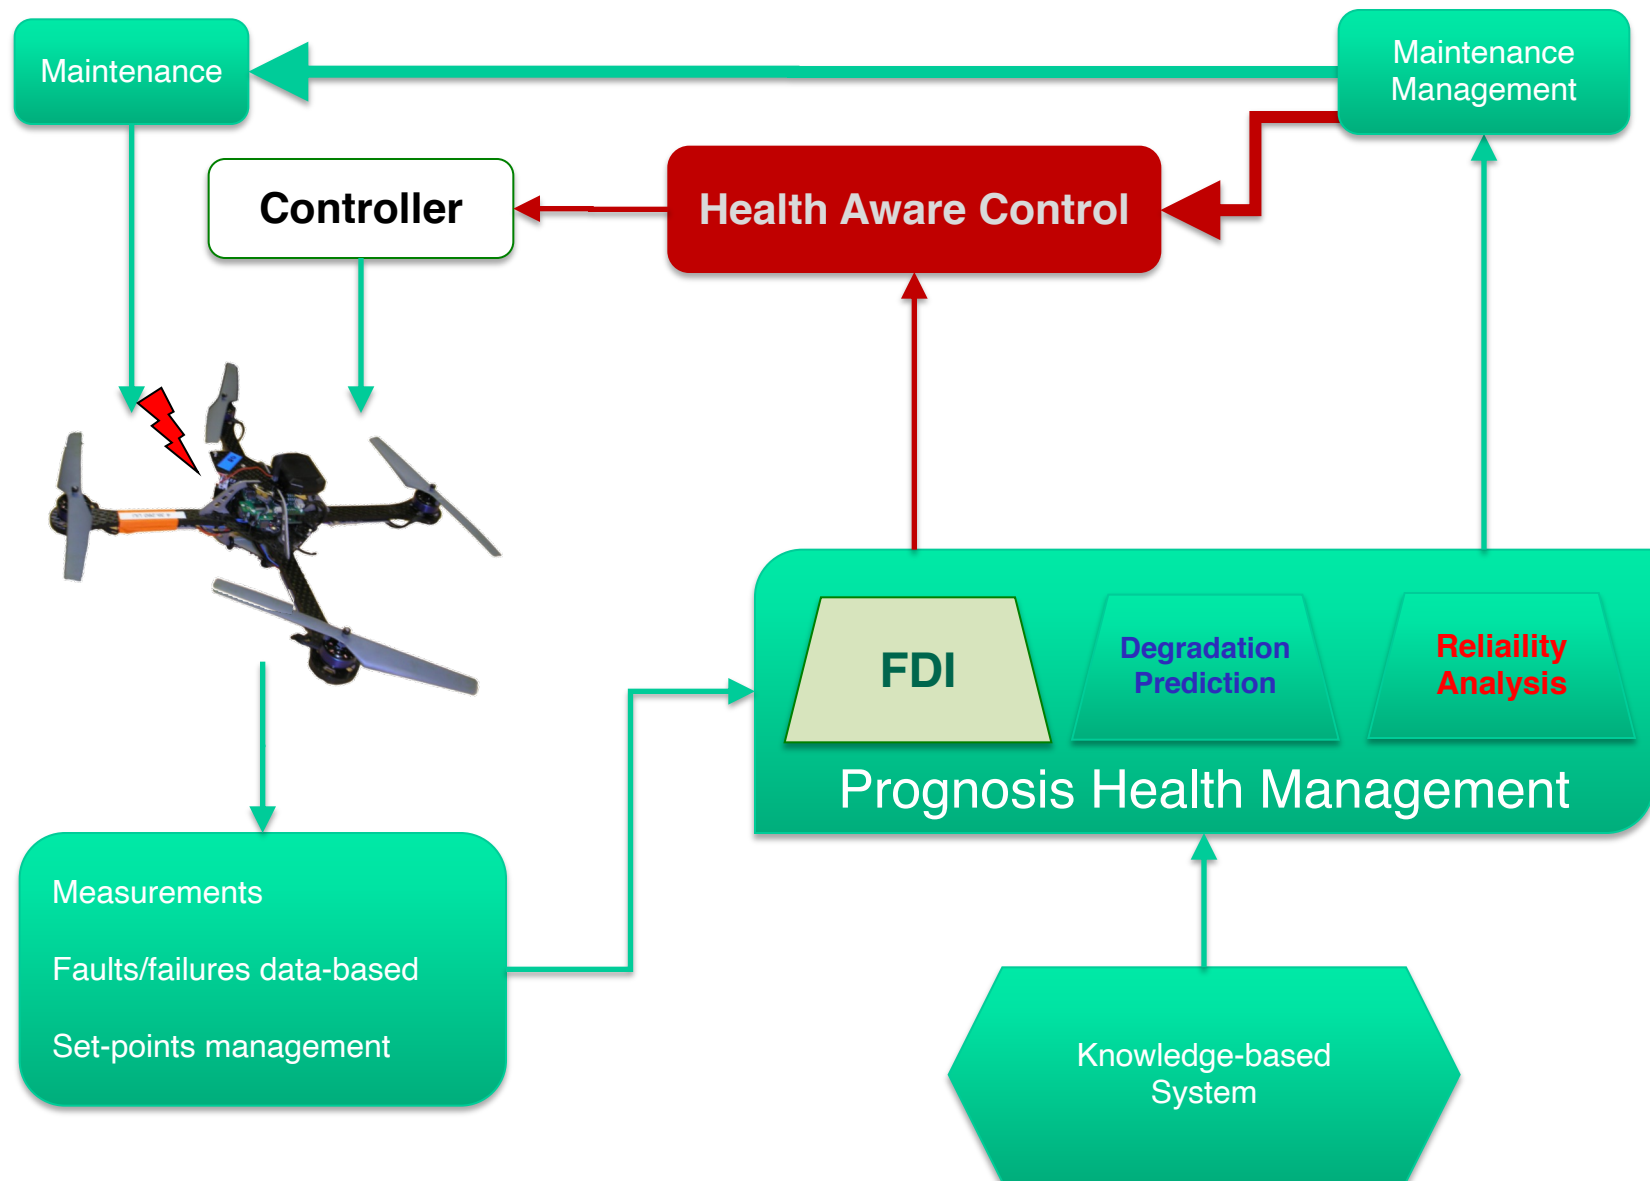 Maintenance
Maintenance
Management
Controller
Health Aware Control
FDI
Degradation
Prediction
Reliaility
Analysis
Prognosis Health Management
Measurements
Faults/failures data-based
Set-points management
Knowledge-based
System